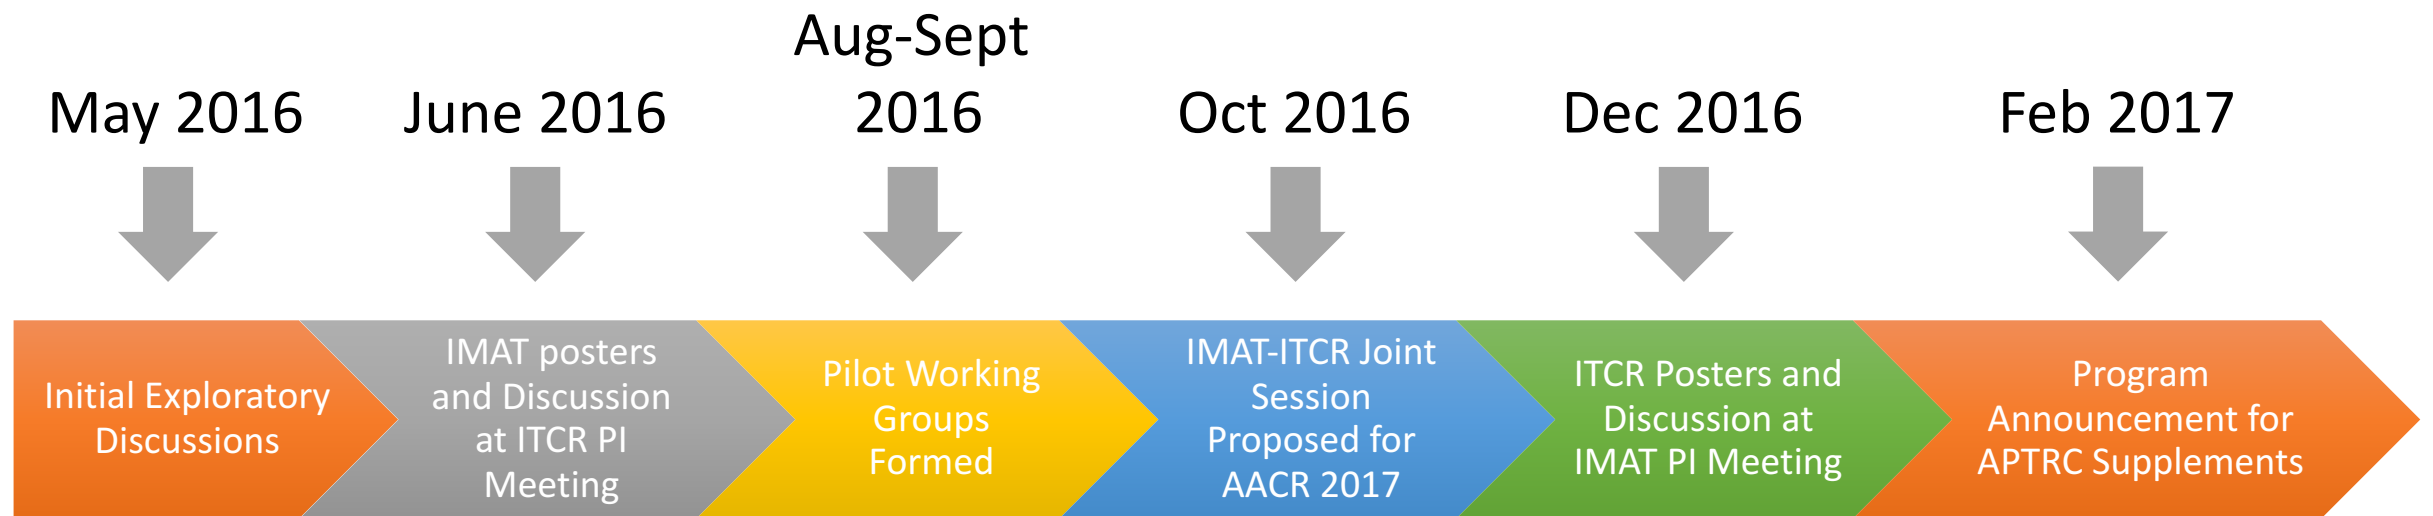 May 2016
June 2016
Aug-Sept
2016
Oct 2016
Dec 2016
Feb 2017
Initial Exploratory
Discussions
IMAT posters
and Discussion
at ITCR PI
Meeting
Pilot Working
Groups
Formed
IMAT-ITCR Joint
Session
Proposed for
AACR 2017
ITCR Posters and
Discussion at
IMAT PI Meeting
Program
Announcement for
APTRC Supplements